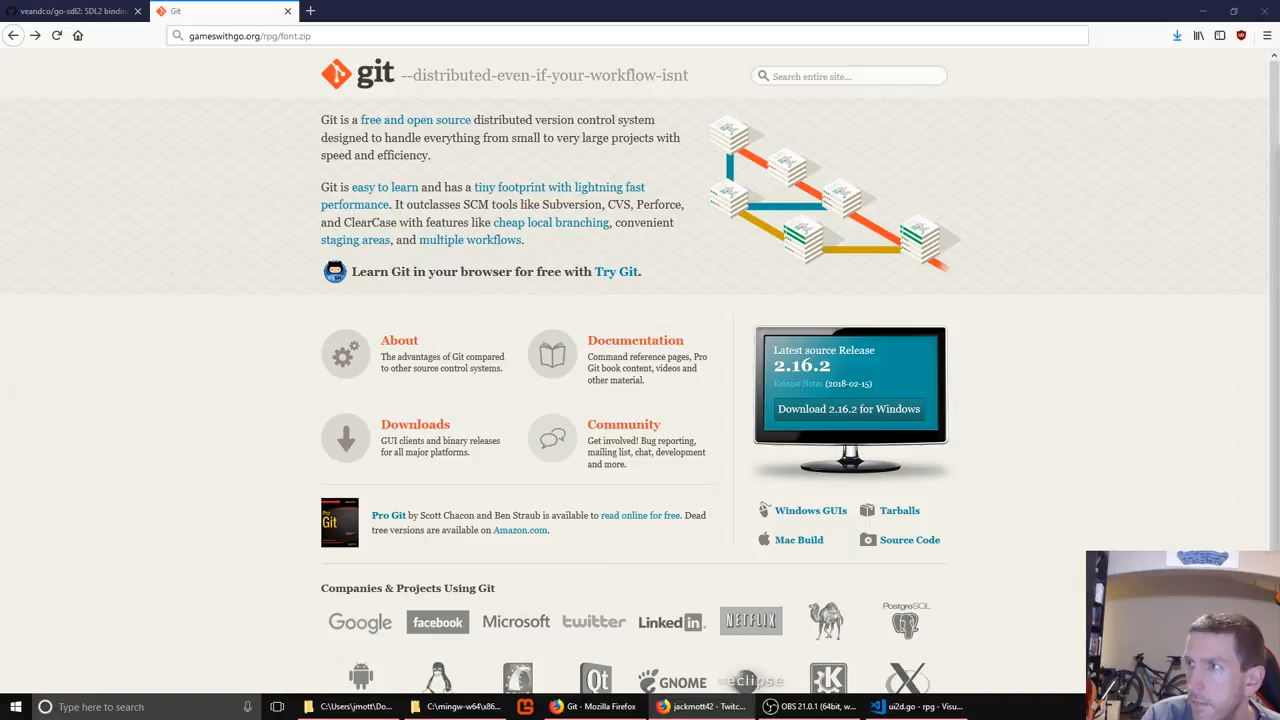 veandco/go-sdl2: SDL2 bindin
Git
gameswithgo.org/rpg/font.zip
git --distributed-even-if-your-workflow-isnt
Search entire site...
Git is a free and open source distributed version control system
designed to handle everything from small to very large projects with
speed and efficiency.
Git is easy to learn and has a tiny footprint with lightning fast
performance. It outclasses SCM tools like Subversion, CVS, Perforce,
and ClearCase with features like cheap local branching, convenient
staging areas, and multiple workflows.
Learn Git in your browser for free with Try Git.
About
The advantages of Git compared
to other source control systems.
Documentation
Command reference pages, Pro
Git book content, videos and
other material.
Downloads
GUI clients and binary releases
for all major platforms.
Community
Get involved! Bug reporting,
mailing list, chat, development
and more.
Latest source Release
2.16.2
Release Notes (2018-02-15)
Download 2.16.2 for Windows
Pro
Git
Pro Git by Scott Chacon and Ben Straub is available to read online for free. Dead
tree versions are available on Amazon.com.
Windows GUIs
Tarballs
Mac Build
Source Code
Companies & Projects Using Git
Google
facebook
Microsoft
twitter
LinkedIn
NETFLIX
PostgreSQL
Qt
GNOME
eclipse
Type here to search
C:\Users\jmott\Do...
C:\mingw-w64\x86...
Git - Mozilla Firefox
jackmott42 - Twitc...
OBS 21.0.1 (64bit, w...
ui2d.go - rpg - Visu...